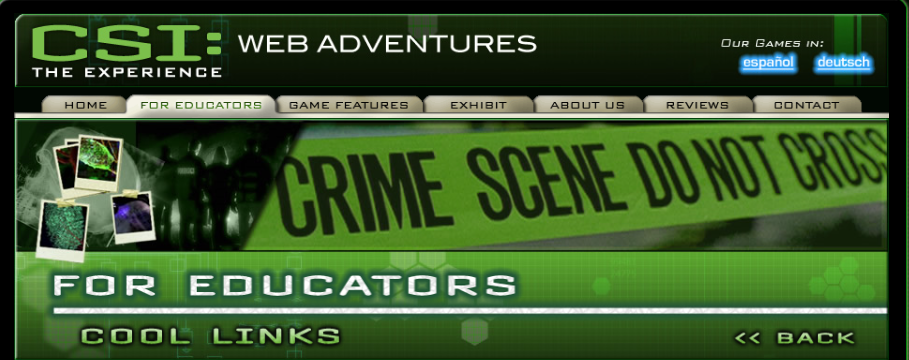 CSI:
THE EXPERIENCE
WEB ADVENTURES
OUR GAMES IN:
español deutsch
HOME FOR EDUCATORS GAME FEATURES EXHIBIT ABOUT US REVIEWS CONTACT
CRIME SCENE DO NOT CROSS
FOR EDUCATORS
COOL LINKS << BACK